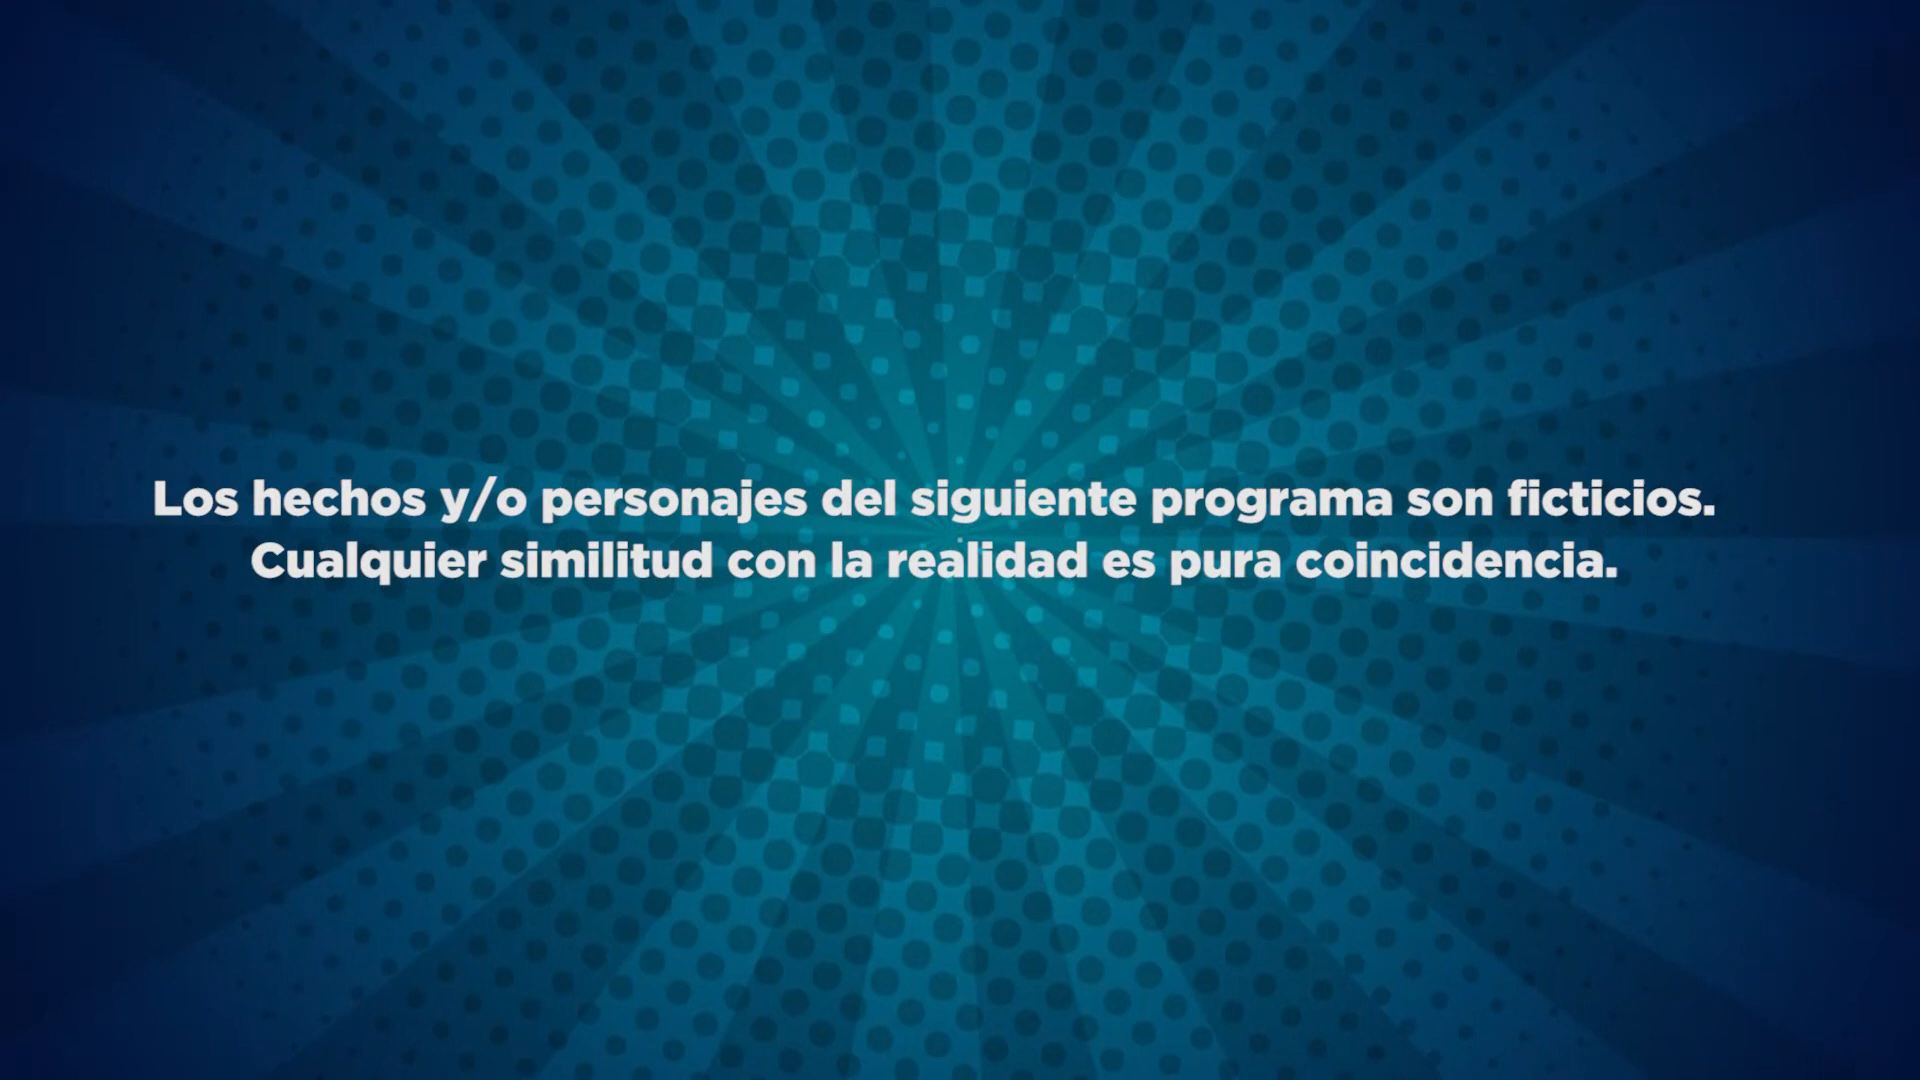 Los hechos y/o personajes del siguiente programa son ficticios.
Cualquier similitud con la realidad es pura coincidencia.